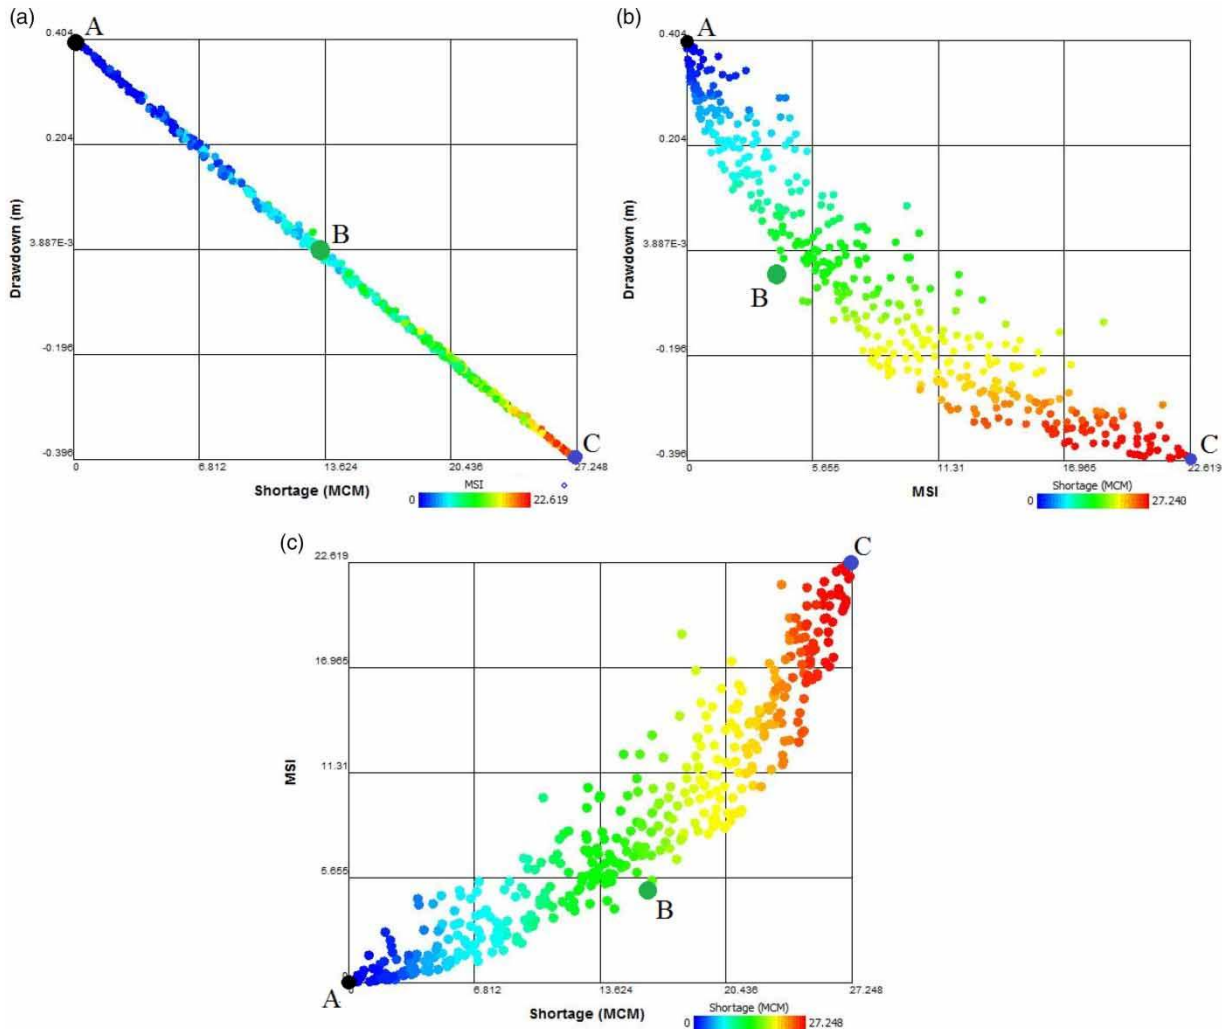 (a)
A
0.404
0.204
3.887E-3
-0.196
-0.396
Drawdown (m)
B
C
0 6.812 13.624 20.436 27.248
Shortage (MCM)
MSI
0 22.619
(b)
A
0.404
0.204
3.887E-3
-0.196
-0.396
Drawdown (m)
B
C
0 5.655 11.31 16.965 22.619
MSI
Shortage (MCM)
0 27.240
(c)
C
22.619
16.965
11.31
5.655
0
MSI
B
A
0 6.812 13.624 20.436 27.248
Shortage (MCM)
Shortage (MCM)
0 27.248